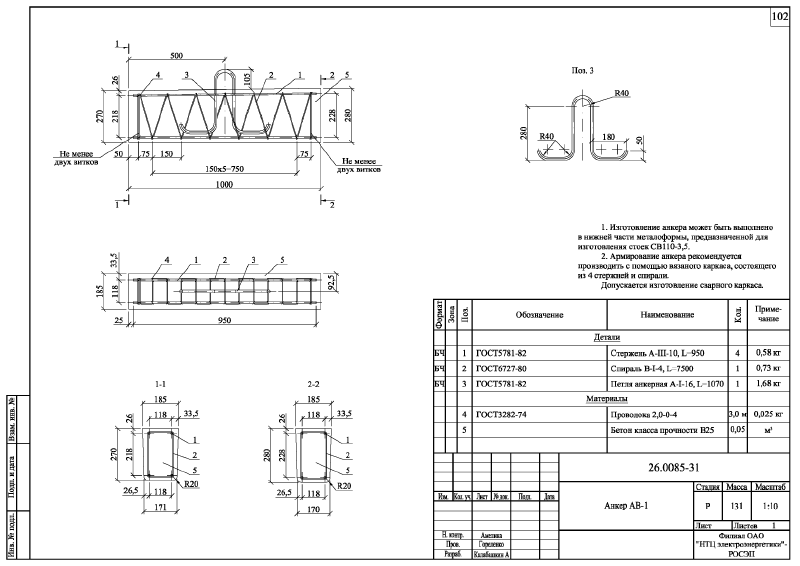 102
1
500
4
3
105
2
1
2
5
26
270
218
228
280
50
75
150
75
Не менее
двух витков
150x5=750
Не менее
двух витков
1000
1
2
Поз. 3
R40
280
R40
180
50
33,5
4
1
2
3
5
185
118
92,5
25
950
1-1
185
26
118
33,5
270
218
1
2
5
R20
26,5
118
171
2-2
185
26
118
33,5
280
228
1
2
5
R20
26,5
118
170
1. Изготовление анкера может быть выполнено
в нижней части металоформы, предназначенной для
изготовления стоек СВ110-3,5.
2. Армирование анкера рекомендуется
производить с помощью вязаного каркаса, состоящего
из 4 стержней и спирали.
Допускается изготовление сварного каркаса.
Формат Зона Поз. Обозначение Наименование Кол. Приме-
чание
Детали
БЧ 1 ГОСТ5781-82 Стержень А-III-10, L=950 4 0,58 кг
БЧ 2 ГОСТ6727-80 Спираль В-I-4, L=7500 1 0,73 кг
БЧ 3 ГОСТ5781-82 Петля анкерная А-I-16, L=1070 1 1,68 кг
Материалы
4 ГОСТ3282-74 Проволока 2,0-0-4 3,0 м 0,025 кг
5 Бетон класса прочности В25 0,05 м³
26.0085-31
Изм. Кол. уч Лист № док. Подп. Дата
Анкер АВ-1
Стадия Масса Масштаб
Р 131 1:10
Лист Листов 1
Н. контр. Амелина
Пров. Гореленко
Разраб.
Филиал ОАО
"НТЦ электроэнергетики"-
РОСЭП
Взам. инв. №
Подп. и дата
Инв. № подл.